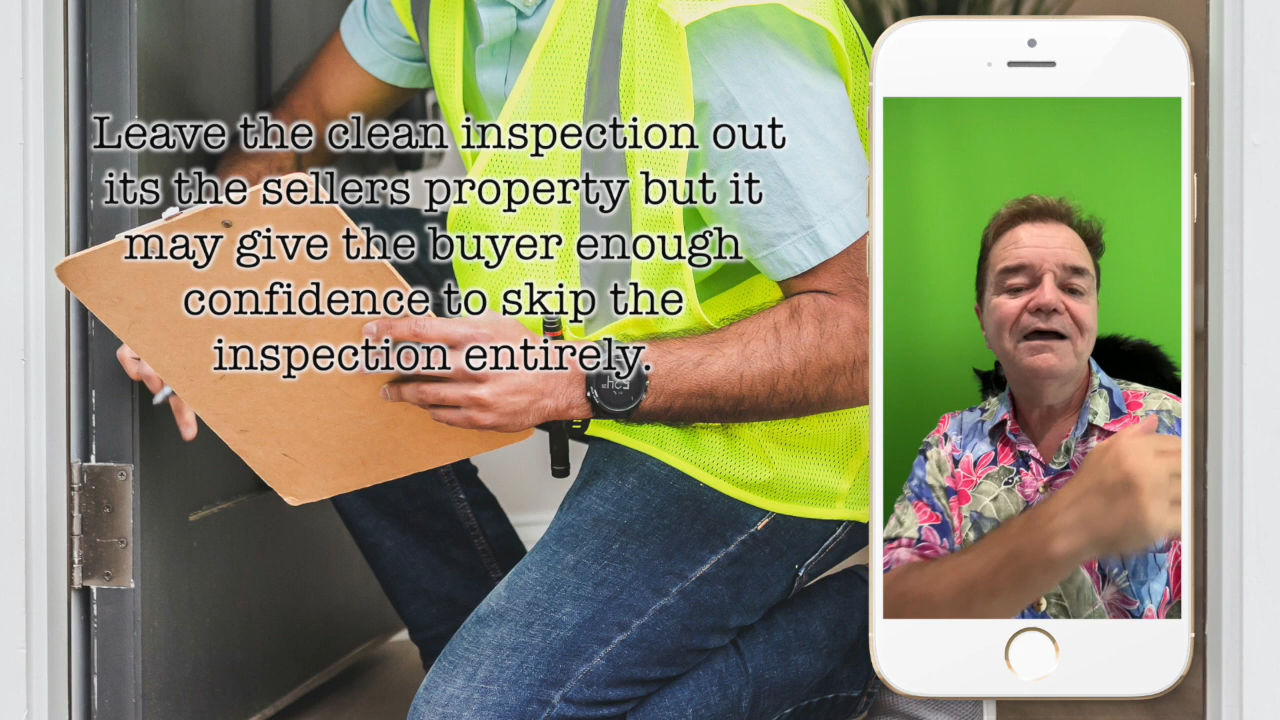 Leave the clean inspection out
its the sellers property but it
may give the buyer enough
confidence to skip the
inspection entirely.